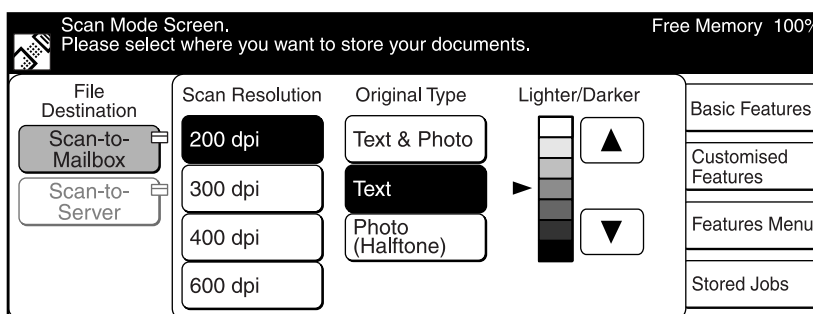 Scan Mode Screen.
Free Memory 100%
Please select where you want to store your documents.
File
Destination
Scan-to-
Mailbox
Scan-to-
Server
Scan Resolution
200 dpi
300 dpi
400 dpi
600 dpi
Original Type
Text & Photo
Text
Photo
(Halftone)
Lighter/Darker
Basic Features
Customised
Features
Features Menu
Stored Jobs